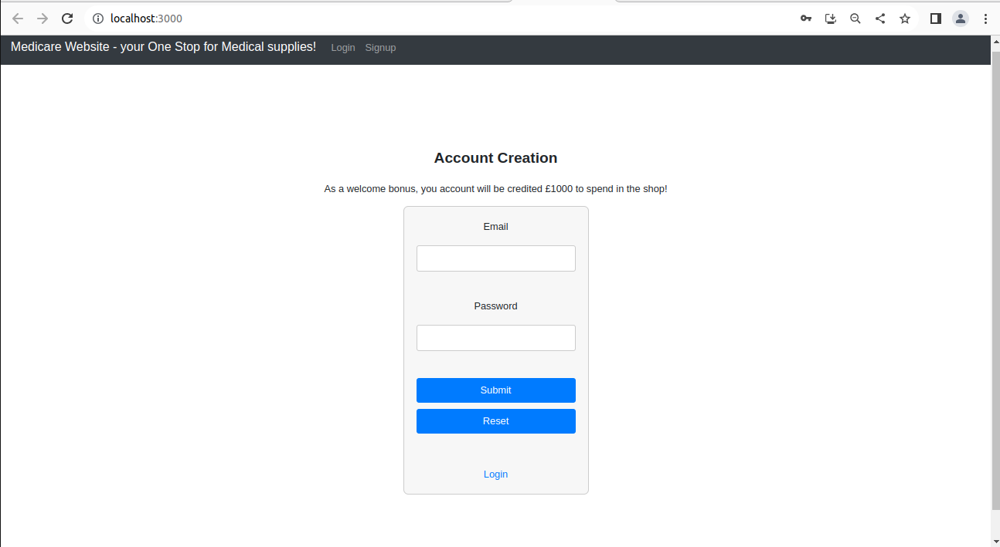 localhost:3000
Medicare Website - your One Stop for Medical supplies! Login Signup
Account Creation
As a welcome bonus, you account will be credited £1000 to spend in the shop!
Email
Password
Submit
Reset
Login